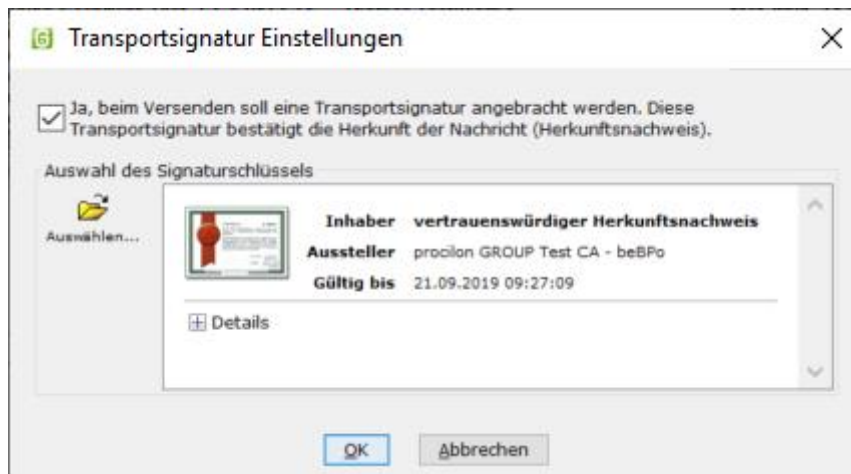 Transportsignatur Einstellungen
Ja, beim Versenden soll eine Transportsignatur angebracht werden. Diese
Transportsignatur bestätigt die Herkunft der Nachricht (Herkunftsnachweis).
Auswahl des Signaturschlüssels
Auswählen...
Inhaber vertrauenswürdiger Herkunftsnachweis
Aussteller procilon GROUP Test CA - beBPo
Gültig bis 21.09.2019 09:27:09
Details
OK Abbrechen